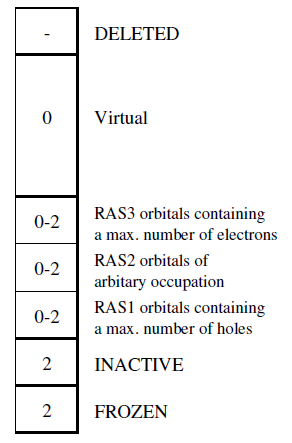 - DELETED
0 Virtual
0-2 RAS3 orbitals containing
a max. number of electrons
0-2 RAS2 orbitals of
arbitary occupation
0-2 RAS1 orbitals containing
a max. number of holes
2 INACTIVE
2 FROZEN